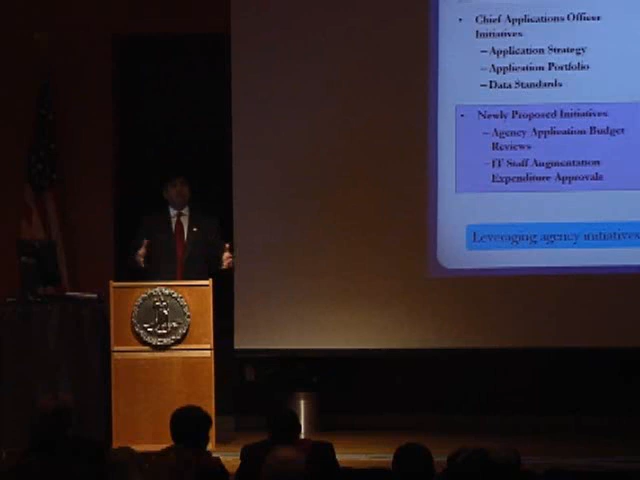 • Chief Applications Officer
Initiatives
–Application Strategy
–Application Portfolio
–Data Standards
• Newly Proposed Initiatives
–Agency Application Budget
Reviews
–IT Staff Augmentation
Expenditure Approvals
Leveraging agency initiatives